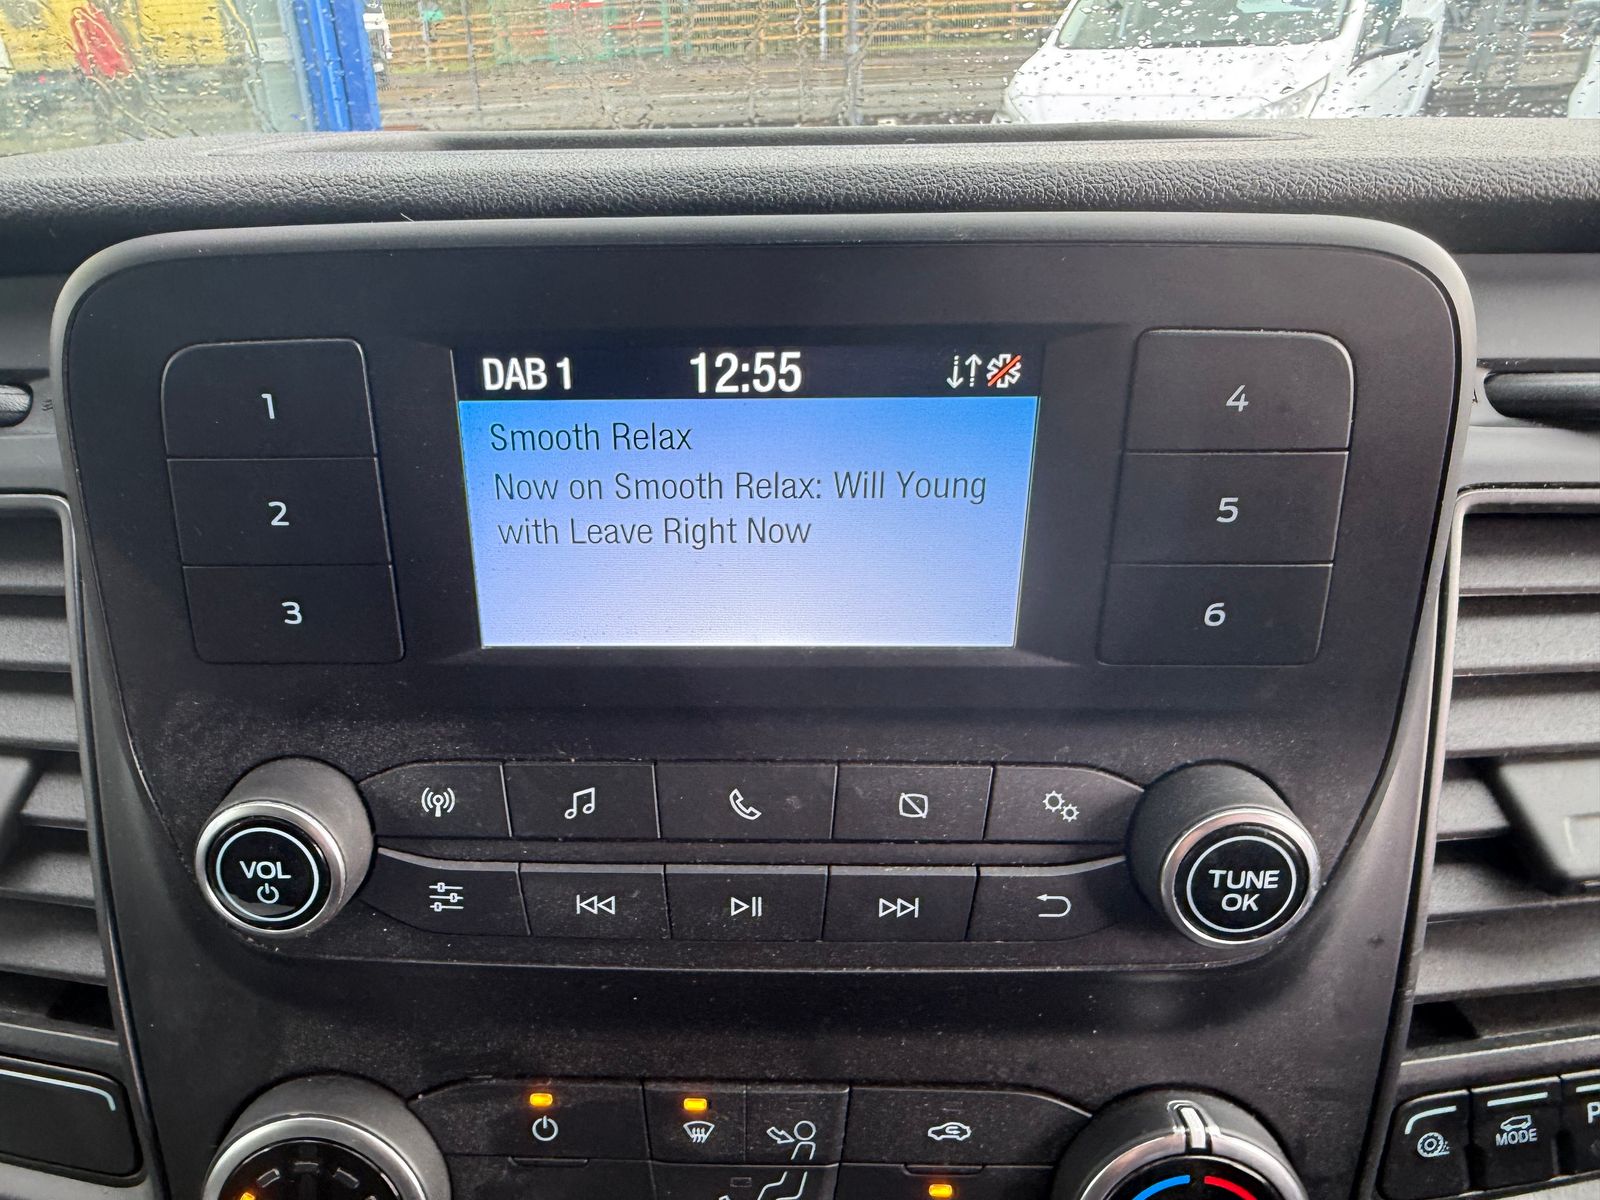 DAB 1 12:55
Smooth Relax
Now on Smooth Relax: Will Young
with Leave Right Now
1
2
3
4
5
6
VOL
TUNE
OK
MODE
P